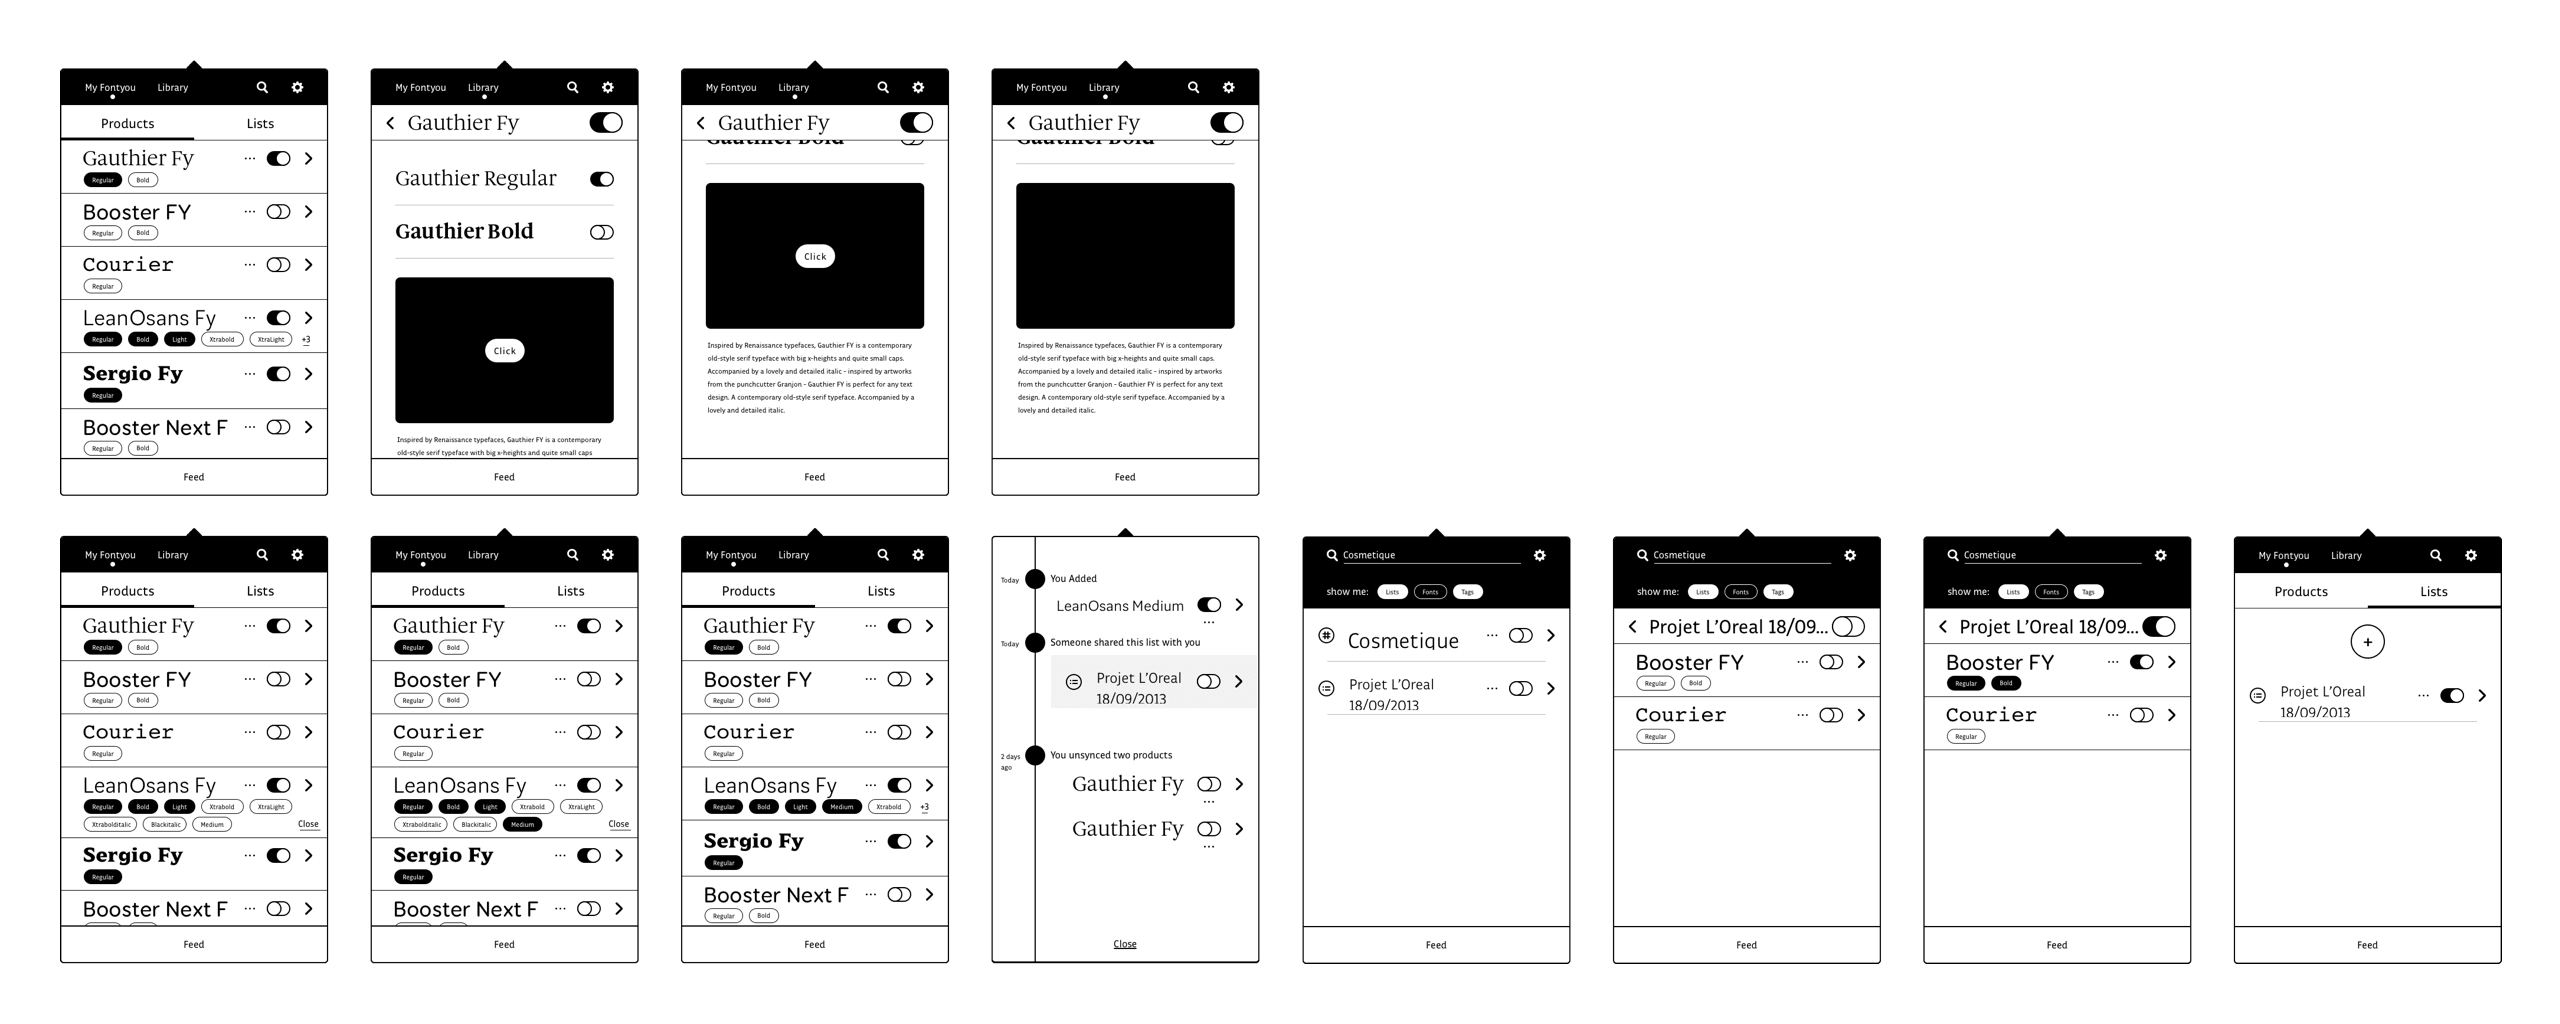 My Fontyou Library
Products Lists
Gauthier Fy ...
Regular Bold
Booster FY ...
Regular Bold
Courier ...
Regular
LeanOsans Fy ...
Regular Bold Light Xtrabold XtraLight +3
Sergio Fy ...
Regular
Booster Next F ...
Regular Bold
Feed
My Fontyou Library
Gauthier Fy
Gauthier Regular
Gauthier Bold
Click
Inspired by Renaissance typefaces, Gauthier FY is a contemporary
old-style serif typeface with big x-heights and quite small caps
Feed
My Fontyou Library
Gauthier Fy
Gauthier Bold
Click
Inspired by Renaissance typefaces, Gauthier FY is a contemporary
old-style serif typeface with big x-heights and quite small caps.
Accompanied by a lovely and detailed italic - inspired by artworks
from the punchcutter Granjon - Gauthier FY is perfect for any text
design. A contemporary old-style serif typeface. Accompanied by a
lovely and detailed italic.
Feed
My Fontyou Library
Gauthier Fy
Gauthier Bold
Inspired by Renaissance typefaces, Gauthier FY is a contemporary
old-style serif typeface with big x-heights and quite small caps.
Accompanied by a lovely and detailed italic - inspired by artworks
from the punchcutter Granjon - Gauthier FY is perfect for any text
design. A contemporary old-style serif typeface. Accompanied by a
lovely and detailed italic.
Feed
My Fontyou Library
Products Lists
Gauthier Fy ...
Regular Bold
Booster FY ...
Regular Bold
Courier ...
Regular
LeanOsans Fy ...
Regular Bold Light Xtrabold XtraLight
Xtrabolditalic Blackitalic Medium Close
Sergio Fy ...
Regular
Booster Next F ...
Feed
My Fontyou Library
Products Lists
Gauthier Fy ...
Regular Bold
Booster FY ...
Regular Bold
Courier ...
Regular
LeanOsans Fy ...
Regular Bold Light Xtrabold XtraLight
Xtrabolditalic Blackitalic Medium Close
Sergio Fy ...
Regular
Booster Next F ...
Feed
My Fontyou Library
Products Lists
Gauthier Fy ...
Regular Bold
Booster FY ...
Regular Bold
Courier ...
Regular
LeanOsans Fy ...
Regular Bold Light Medium Xtrabold +3
Sergio Fy ...
Regular
Booster Next F ...
Regular Bold
Feed
Today You Added
LeanOsans Medium
...
Today Someone shared this list with you
Projet L'Oreal
18/09/2013
2 days
ago
You unsynced two products
Gauthier Fy
...
Gauthier Fy
...
Close
Cosmetique
show me: Lists Fonts Tags
# Cosmetique ...
Projet L'Oreal ...
18/09/2013
Feed
Cosmetique
show me: Lists Fonts Tags
Projet L'Oreal 18/09...
Booster FY ...
Regular Bold
Courier ...
Regular
Feed
Cosmetique
show me: Lists Fonts Tags
Projet L'Oreal 18/09...
Booster FY ...
Regular Bold
Courier ...
Regular
Feed
My Fontyou Library
Products Lists
+
Projet L'Oreal ...
18/09/2013
Feed